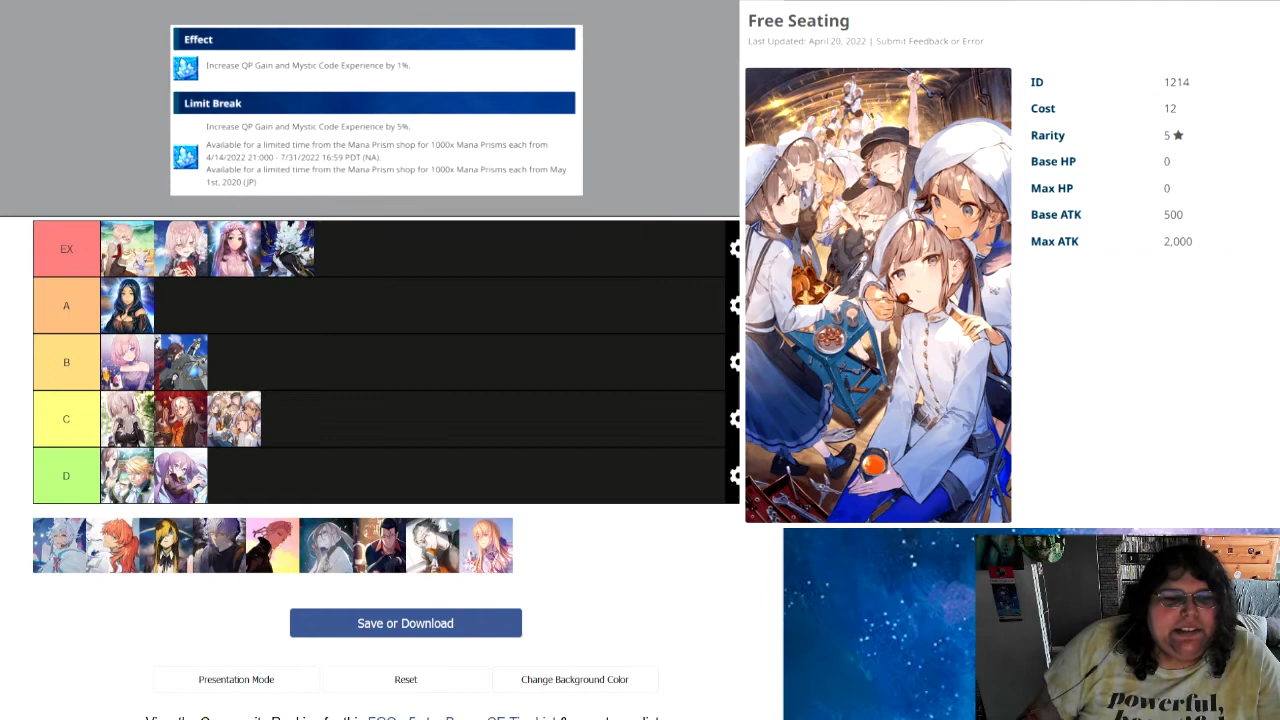 Effect
Increase QP Gain and Mystic Code Experience by 1%.
Limit Break
Increase QP Gain and Mystic Code Experience by 5%.
Available for a limited time from the Mana Prism shop for 1000x Mana Prisms each from
4/14/2022 21:000 - 7/31/2022 16:59 PDT (NA).
Available for a limited time from the Mana Prism shop for 1000x Mana Prisms each from May
1st, 2020 (JP)
Free Seating
Last Updated: April 20, 2022 | Submit Feedback or Error
ID 1214
Cost 12
Rarity 5 ★
Base HP 0
Max HP 0
Base ATK 500
Max ATK 2,000
EX
A
B
C
D
Save or Download
Presentation Mode
Reset
Change Background Color
powerful,